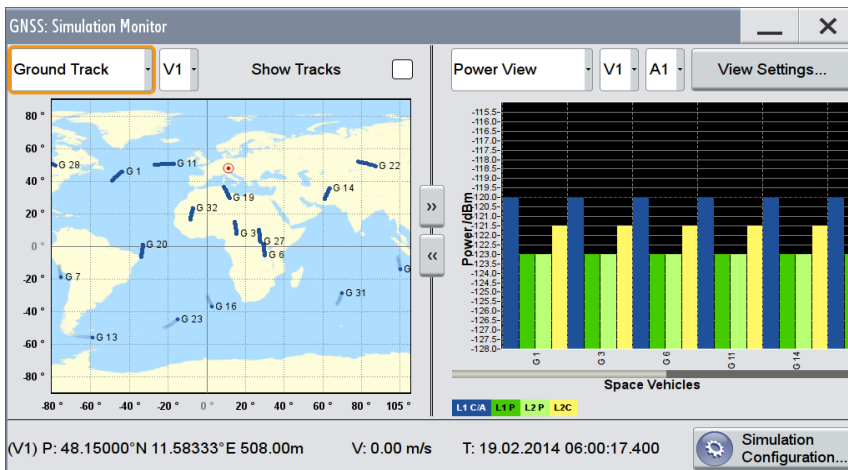 GNSS: Simulation Monitor
Ground Track V1 Show Tracks
Power View V1 A1 View Settings...
80 °
60 °
40 °
20 °
0 °
-20 °
-40 °
-60 °
-80 °
G 28
G 1
G 11
G 22
G 19
G 14
G 32
G 3
G 27
G 20
G 6
G 7
G
G 31
G 16
G 23
G 13
-80 ° -60 ° -40 ° -20 ° 0 ° 20 ° 40 ° 60 ° 80 ° 105 °
>>
<<
Power /dBm
-115.5
-116.0
-116.5
-117.0
-117.5
-118.0
-118.5
-119.0
-119.5
-120.0
-120.5
-121.0
-121.5
-122.0
-122.5
-123.0
-123.5
-124.0
-124.5
-125.0
-125.5
-126.0
-126.5
-127.0
-127.5
-128.0
G 1 G 3 G 6 G 11 G 14
Space Vehicles
L1 C/A L1 P L2 P L2C
(V1) P: 48.15000°N 11.58333°E 508.00m V: 0.00 m/s T: 19.02.2014 06:00:17.400
Simulation
Configuration...